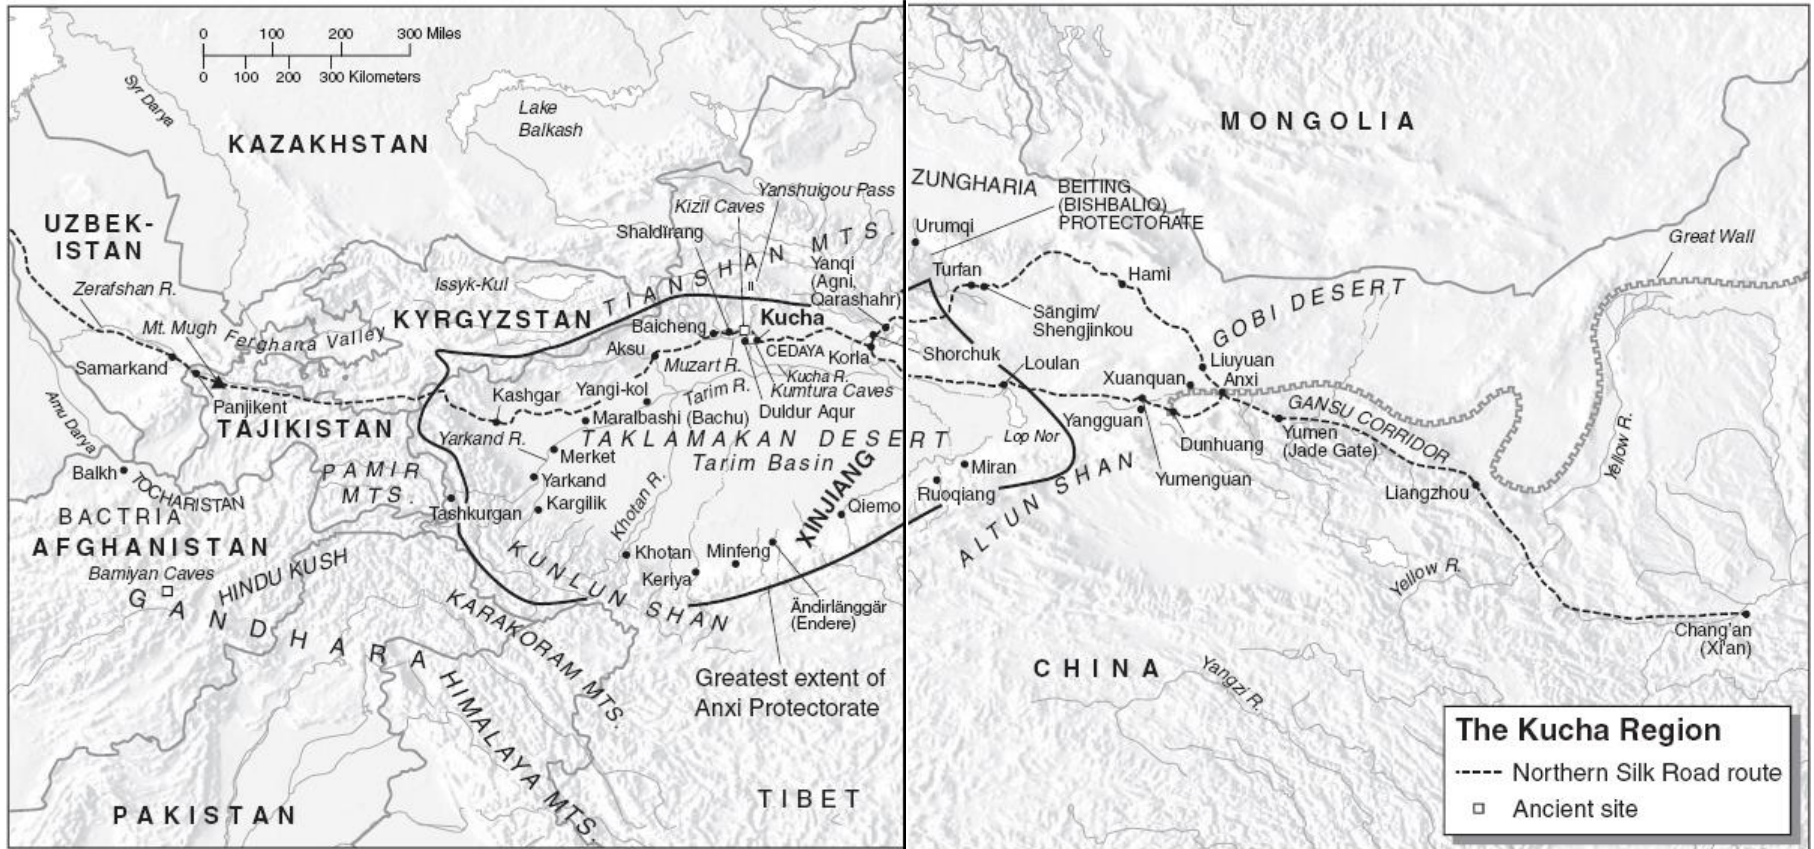 0 100 200 300 Miles
0 100 200 300 Kilometers
Syr Darya
Lake
Balkash
KAZAKHSTAN
MONGOLIA
ZUNGHARIA
BEITING
(BISHBALIQ)
PROTECTORATE
Yanshuigou Pass
Kizil Caves
Shaldïrang
UZBEK-
ISTAN
TIANSHAN MTS.
Yanqi
(Agni,
Qarashahr)
Urumqi
Turfan
Hami
Great Wall
Zerafshan R.
Issyk-Kul
Mt. Mugh
Ferghana Valley
KYRGYZSTAN
Baicheng
Kucha
Sängim/
Shengjinkou
GOBI DESERT
Samarkand
Aksu
Muzart R.
CEDAYA
Korla
Shorchuk
Loulan
Liuyuan
Xuanquan
Anxi
Kucha R.
Kumtura Caves
Amu Darya
Panjikent
Kashgar
Yangi-kol
Tarim R.
Duldur Aqur
Maralbashi (Bachu)
TAJIKISTAN
Yarkand R.
TAKLAMAKAN DESERT
Tarim Basin
Lop Nor
Yangguan
Dunhuang
GANSU CORRIDOR
Yumen
(Jade Gate)
Yellow R.
Balkh
TOCHARISTAN
PAMIR
MTS.
Merket
Yarkand
Kargilik
Khotan R.
XINJIANG
Miran
Ruoqiang
Yumenguan
Liangzhou
BACTRIA
Tashkurgan
Qiemo
ALTUN SHAN
AFGHANISTAN
Bamiyan Caves
HINDU KUSH
KUNLUN SHAN
Khotan
Keriya
Minfeng
Yellow R.
GANDHARA
KARAKORAM MTS.
Ändirlänggär
(Endere)
Chang'an
(Xi'an)
HIMALAYA MTS.
Greatest extent of
Anxi Protectorate
CHINA
Yangzi R.
PAKISTAN
TIBET
The Kucha Region
Northern Silk Road route
Ancient site